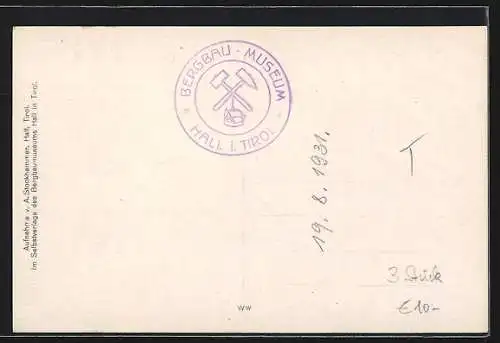 Aufnahme v. A. Stockhammer, Hall, Tirol.
Im Selbstverlage des Bergbaumuseums Hall in Tirol.
BERGBAU - MUSEUM
HALL I. TIROL
19. 8. 1931.
T
3 Stück
€10-
WW